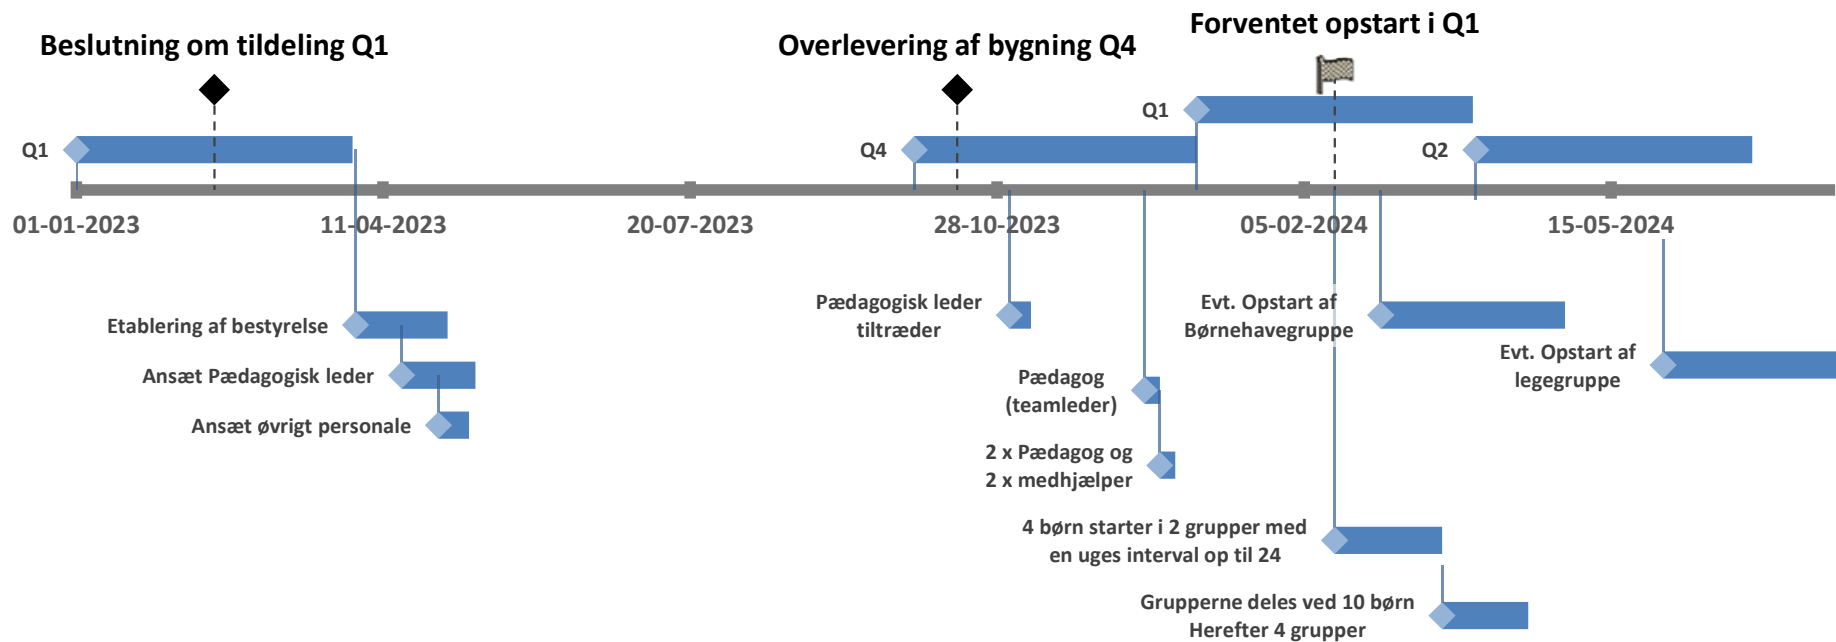 Beslutning om tildeling Q1
Overlevering af bygning Q4
Forventet opstart i Q1
Q1
Q4
Q1
Q2
01-01-2023
11-04-2023
20-07-2023
28-10-2023
05-02-2024
15-05-2024
Etablering af bestyrelse
Ansæt Pædagogisk leder
Ansæt øvrigt personale
Pædagogisk leder
tiltræder
Pædagog
(teamleder)
2 x Pædagog og
2 x medhjælper
Evt. Opstart af
Børnehavegruppe
Evt. Opstart af
legegruppe
4 børn starter i 2 grupper med
en uges interval op til 24
Grupperne deles ved 10 børn
Herefter 4 grupper